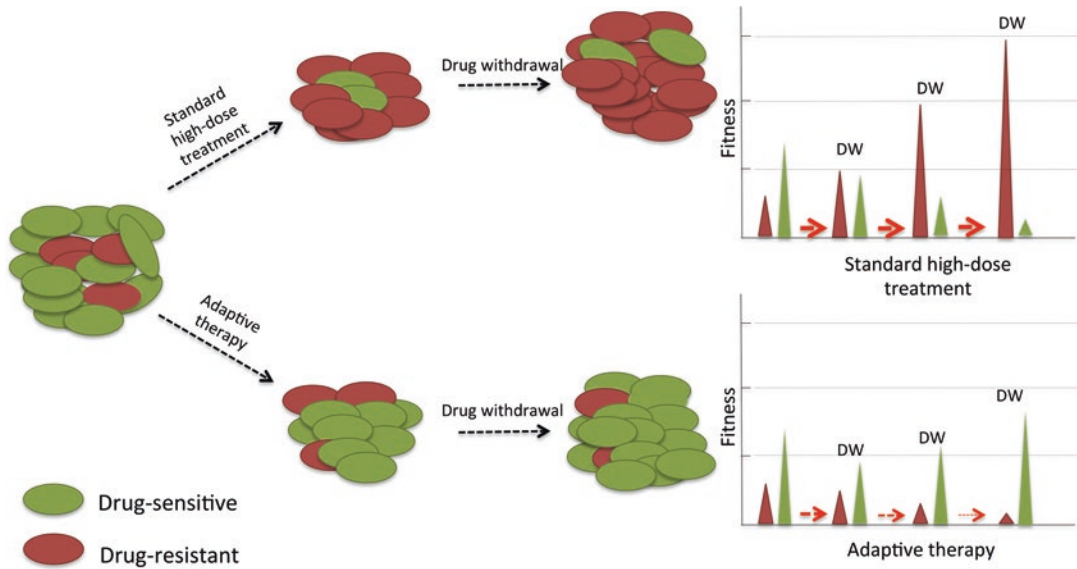 Standard
high-dose
treatment
Drug withdrawal
Adaptive
therapy
Drug withdrawal
Drug-sensitive
Drug-resistant
Fitness
DW
DW
DW
Standard high-dose
treatment
Fitness
DW
DW
DW
Adaptive therapy